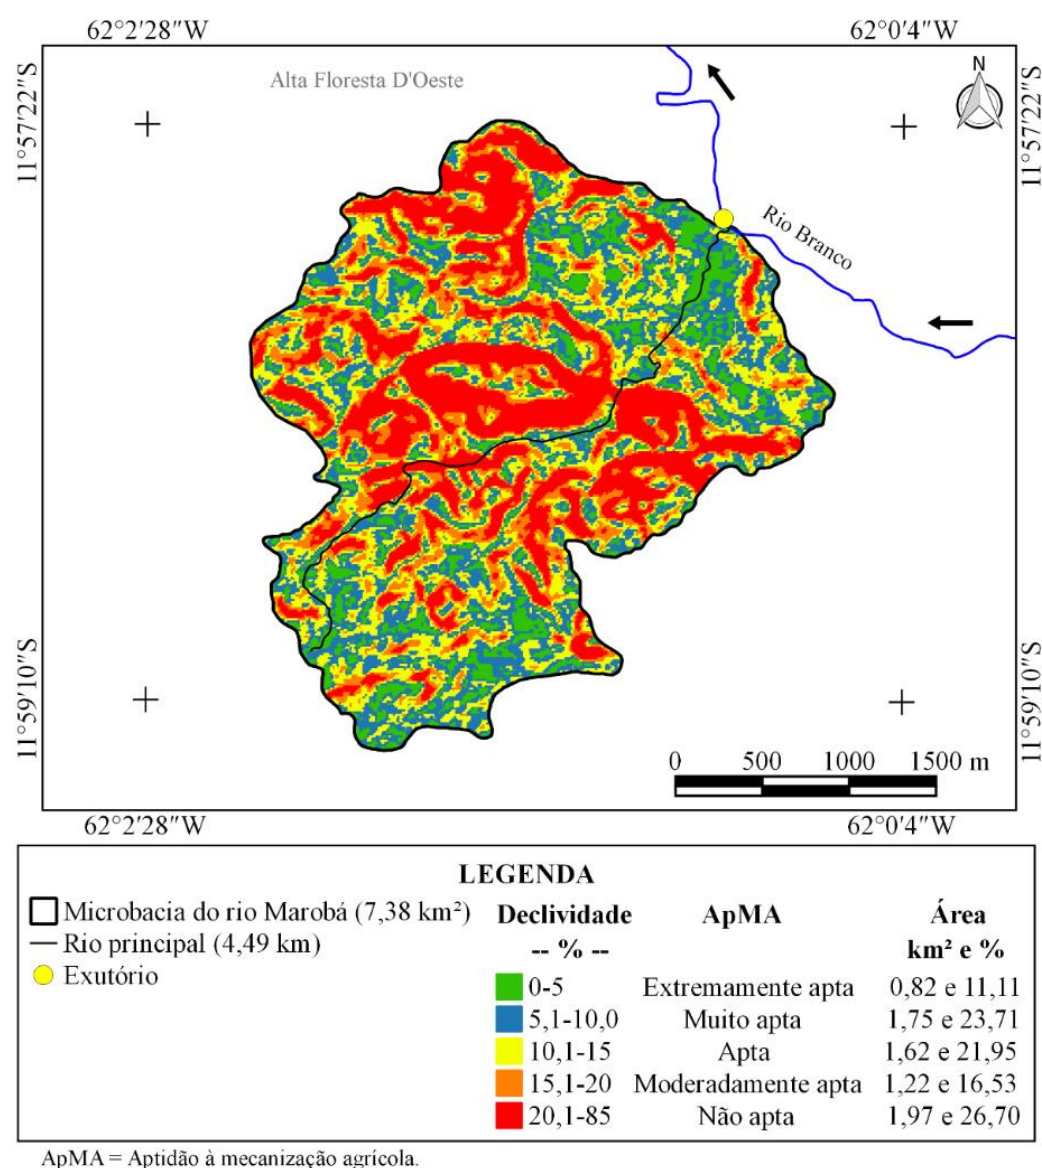 62°2'28"W 62°0'4"W
Alta Floresta D'Oeste
N
11°57'22"S 11°57'22"S
Rio Branco
11°59'10"S 11°59'10"S
0 500 1000 1500 m
62°2'28"W 62°0'4"W
LEGENDA
Microbacia do rio Marobá (7,38 km²) Declividade ApMA Área
Rio principal (4,49 km) -- % -- km² e %
Exutório
0-5 Extremamente apta 0,82 e 11,11
5,1-10,0 Muito apta 1,75 e 23,71
10,1-15 Apta 1,62 e 21,95
15,1-20 Moderadamente apta 1,22 e 16,53
20,1-85 Não apta 1,97 e 26,70
ApMA = Aptidão à mecanização agrícola.